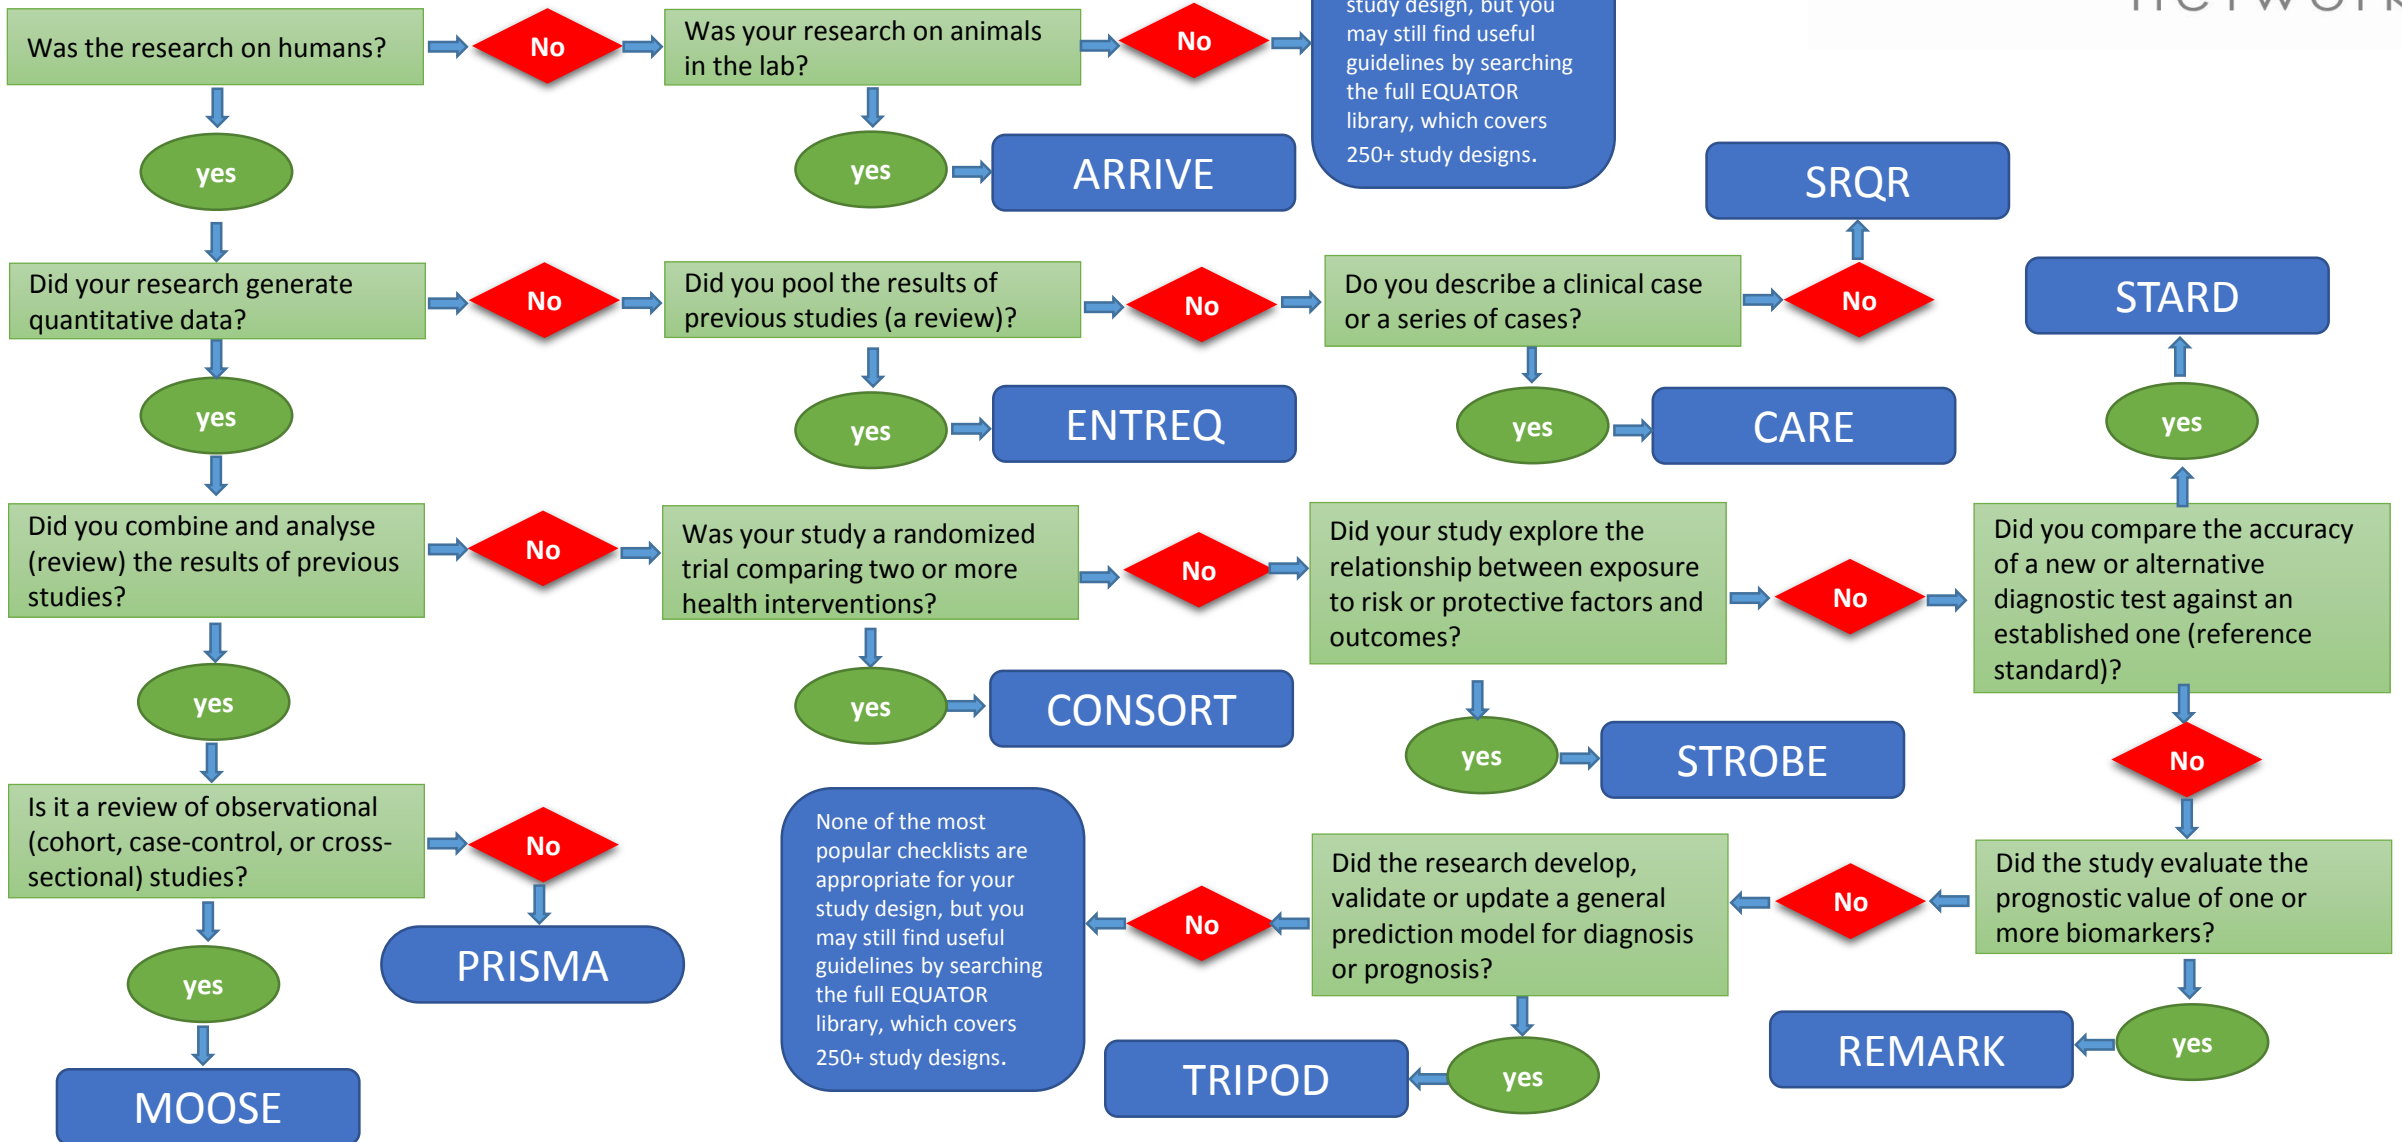 Was the research on humans?
No
Was your research on animals
in the lab?
No
study design, but you
may still find useful
guidelines by searching
the full EQUATOR
library, which covers
250+ study designs.
yes
yes
ARRIVE
SRQR
Did your research generate
quantitative data?
No
Did you pool the results of
previous studies (a review)?
No
Do you describe a clinical case
or a series of cases?
No
STARD
yes
yes
ENTREQ
yes
CARE
yes
Did you combine and analyse
(review) the results of previous
studies?
No
Was your study a randomized
trial comparing two or more
health interventions?
No
Did your study explore the
relationship between exposure
to risk or protective factors and
outcomes?
No
Did you compare the accuracy
of a new or alternative
diagnostic test against an
established one (reference
standard)?
yes
yes
CONSORT
yes
STROBE
No
Is it a review of observational
(cohort, case-control, or cross-
sectional) studies?
No
PRISMA
None of the most
popular checklists are
appropriate for your
study design, but you
may still find useful
guidelines by searching
the full EQUATOR
library, which covers
250+ study designs.
No
Did the research develop,
validate or update a general
prediction model for diagnosis
or prognosis?
No
Did the study evaluate the
prognostic value of one or
more biomarkers?
yes
MOOSE
TRIPOD
yes
REMARK
yes